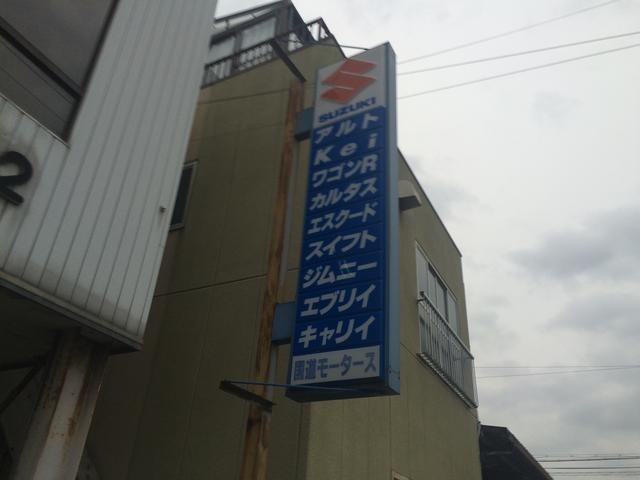 SUZUKI
アルト
Kei
ワゴンR
カルタス
エスクード
スイフト
ジムニー
エブリイ
キャリイ
国道モータース
2